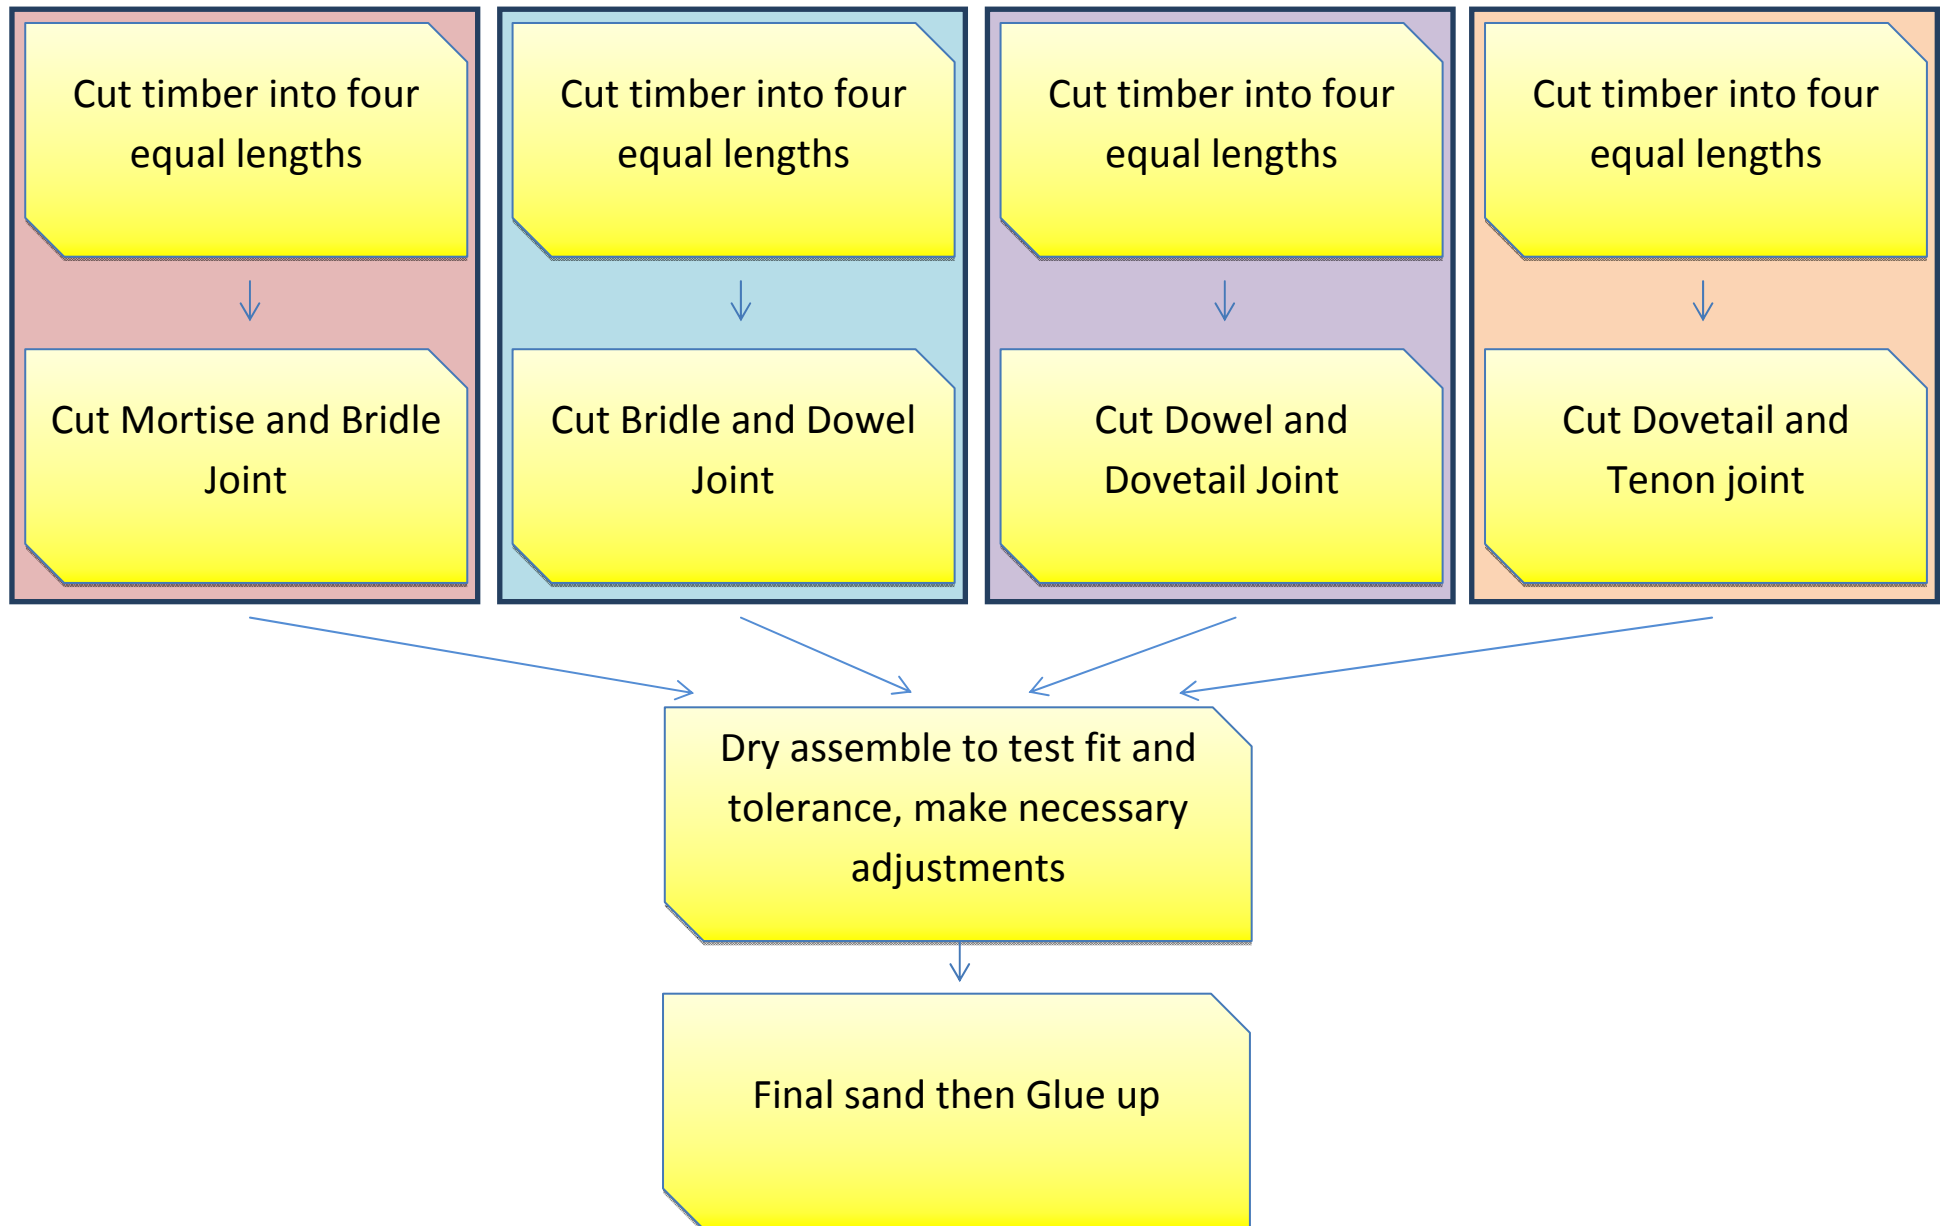 Cut timber into four
equal lengths
Cut timber into four
equal lengths
Cut timber into four
equal lengths
Cut timber into four
equal lengths
Cut Mortise and Bridle
Joint
Cut Bridle and Dowel
Joint
Cut Dowel and
Dovetail Joint
Cut Dovetail and
Tenon joint
Dry assemble to test fit and
tolerance, make necessary
adjustments
Final sand then Glue up